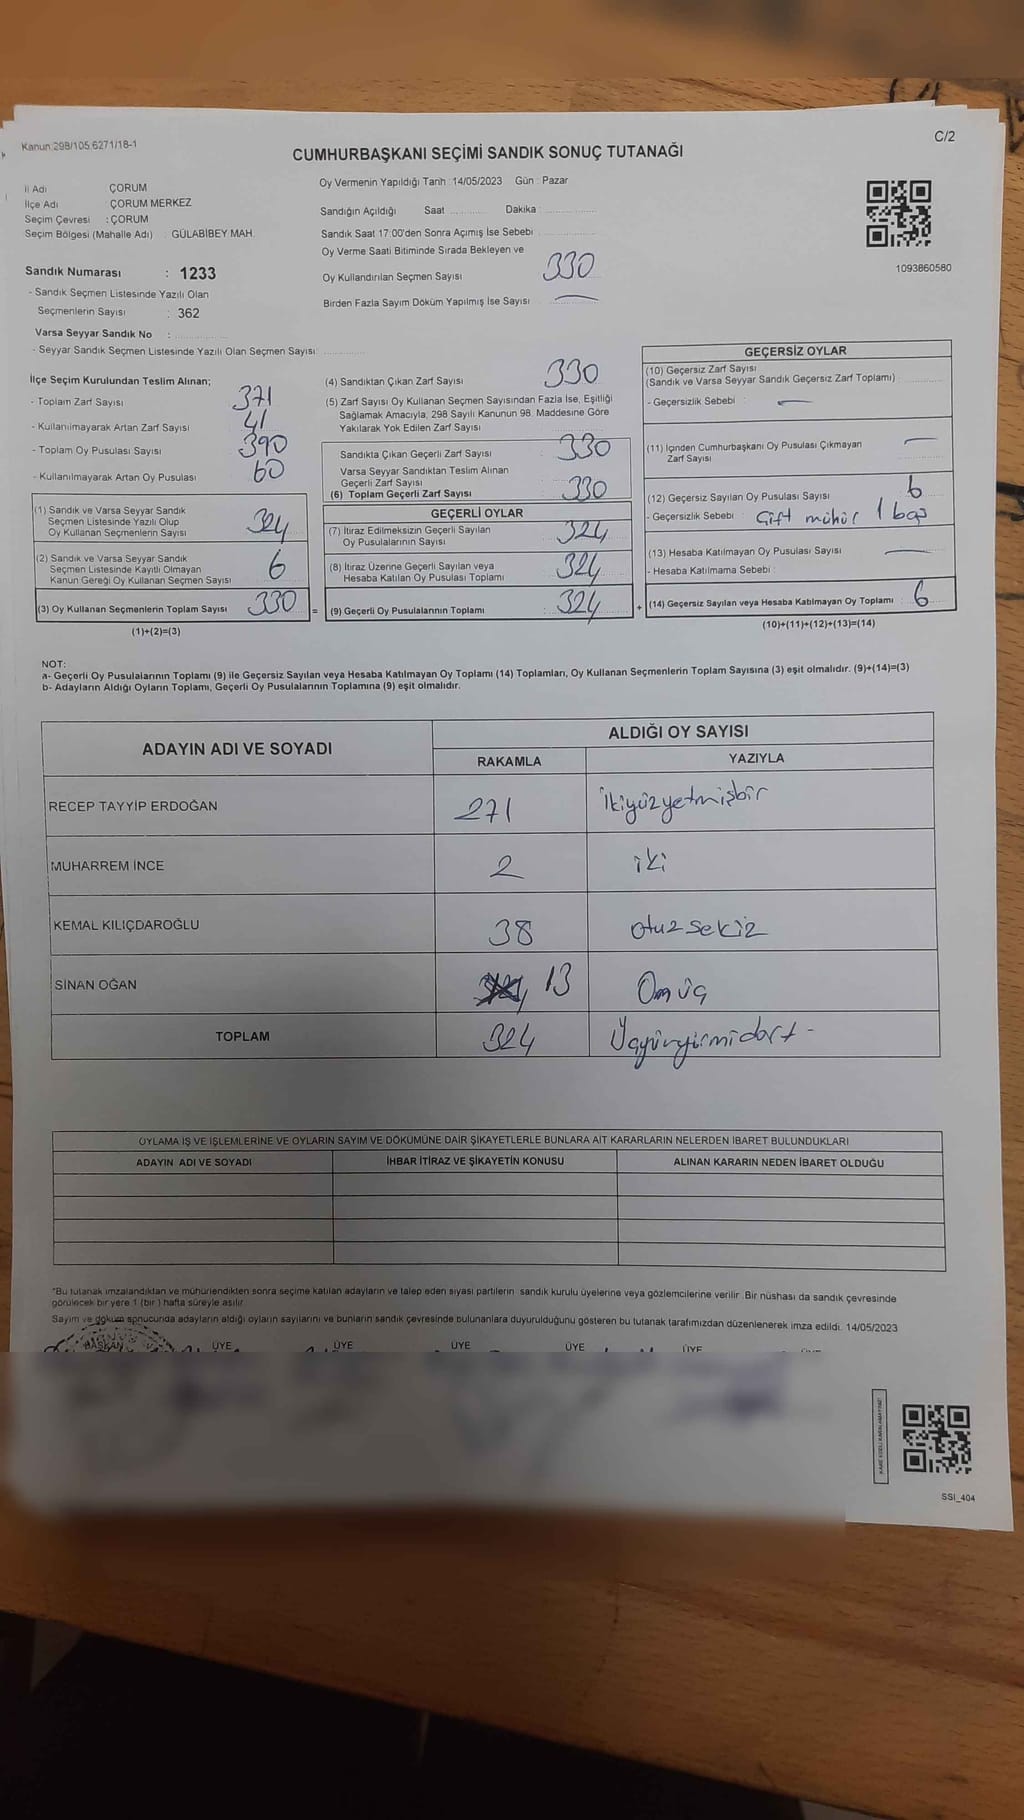 Kanun:298/105,6271/18-1
C/2
CUMHURBAŞKANI SEÇİMİ SANDIK SONUÇ TUTANAĞI
İl Adı ÇORUM
İlçe Adı ÇORUM MERKEZ
Seçim Çevresi : ÇORUM
Seçim Bölgesi (Mahalle Adı) : GÜLABİBEY MAH.
Oy Vermenin Yapıldığı Tarih : 14/05/2023 Gün : Pazar
Sandığın Açıldığı Saat ........... Dakika : ...............
Sandık Saat 17:00'den Sonra Açımış İse Sebebi
Oy Verme Saati Bitiminde Sırada Bekleyen ve
Oy Kullandırılan Seçmen Sayısı 330
Birden Fazla Sayım Döküm Yapılmış İse Sayısı —
1093860580
Sandık Numarası : 1233
- Sandık Seçmen Listesinde Yazılı Olan
Seçmenlerin Sayısı : 362
Varsa Seyyar Sandık No :
- Seyyar Sandık Seçmen Listesinde Yazılı Olan Seçmen Sayısı:
İlçe Seçim Kurulundan Teslim Alınan;
- Toplam Zarf Sayısı 371
- Kullanılmayarak Artan Zarf Sayısı 41
- Toplam Oy Pusulası Sayısı 390
- Kullanılmayarak Artan Oy Pusulası 60
(1) Sandık ve Varsa Seyyar Sandık
Seçmen Listesinde Yazılı Olup
Oy Kullanan Seçmenlerin Sayısı 324
(2) Sandık ve Varsa Seyyar Sandık
Seçmen Listesinde Kayıtlı Olmayan
Kanun Gereği Oy Kullanan Seçmen Sayısı 6
(3) Oy Kullanan Seçmenlerin Toplam Sayısı 330
(1)+(2)=(3)
(4) Sandıktan Çıkan Zarf Sayısı 330
(5) Zarf Sayısı Oy Kullanan Seçmen Sayısından Fazla İse, Eşitliği
Sağlamak Amacıyla, 298 Sayılı Kanunun 98. Maddesine Göre
Yakılarak Yok Edilen Zarf Sayısı
Sandıkta Çıkan Geçerli Zarf Sayısı 330
Varsa Seyyar Sandıktan Teslim Alınan
Geçerli Zarf Sayısı
(6) Toplam Geçerli Zarf Sayısı 330
GEÇERLİ OYLAR
(7) İtiraz Edilmeksizin Geçerli Sayılan
Oy Pusulalarının Sayısı 324
(8) İtiraz Üzerine Geçerli Sayılan veya
Hesaba Katılan Oy Pusulası Toplamı 324
= (9) Geçerli Oy Pusulalarının Toplamı : 324 +
GEÇERSİZ OYLAR
(10) Geçersiz Zarf Sayısı
(Sandık ve Varsa Seyyar Sandık Geçersiz Zarf Toplamı) :
- Geçersizlik Sebebi : —
(11) İçinden Cumhurbaşkanı Oy Pusulası Çıkmayan
Zarf Sayısı —
(12) Geçersiz Sayılan Oy Pusulası Sayısı 6
- Geçersizlik Sebebi : Çift mühür 1 boş
(13) Hesaba Katılmayan Oy Pusulası Sayısı —
- Hesaba Katılmama Sebebi :
(14) Geçersiz Sayılan veya Hesaba Katılmayan Oy Toplamı : 6
(10)+(11)+(12)+(13)=(14)
NOT:
a- Geçerli Oy Pusulalarının Toplamı (9) ile Geçersiz Sayılan veya Hesaba Katılmayan Oy Toplamı (14) Toplamları, Oy Kullanan Seçmenlerin Toplam Sayısına (3) eşit olmalıdır. (9)+(14)=(3)
b- Adayların Aldığı Oyların Toplamı, Geçerli Oy Pusulalarının Toplamına (9) eşit olmalıdır.
ADAYIN ADI VE SOYADI
ALDIĞI OY SAYISI
RAKAMLA YAZIYLA
RECEP TAYYİP ERDOĞAN 271 İkiyüzyetmişbir
MUHARREM İNCE 2 iki
KEMAL KILIÇDAROĞLU 38 otuzsekiz
SİNAN OĞAN 13 Onüç
TOPLAM 324 Üçyüzyirmidört -
OYLAMA İŞ VE İŞLEMLERİNE VE OYLARIN SAYIM VE DÖKÜMÜNE DAİR ŞİKAYETLERLE BUNLARA AİT KARARLARIN NELERDEN İBARET BULUNDUKLARI
ADAYIN ADI VE SOYADI İHBAR İTİRAZ VE ŞİKAYETİN KONUSU ALINAN KARARIN NEDEN İBARET OLDUĞU
*Bu tutanak imzalandıktan ve mühürlendikten sonra seçime katılan adayların ve talep eden siyasi partilerin sandık kurulu üyelerine veya gözlemcilerine verilir. Bir nüshası da sandık çevresinde
görülecek bir yere 1 (bir) hafta süreyle asılır.
Sayım ve döküm sonucunda adayların aldığı oyların sayılarını ve bunların sandık çevresinde bulunanlara duyurulduğunu gösteren bu tutanak tarafımızdan düzenlenerek imza edildi. 14/05/2023
BAŞKAN ÜYE ÜYE ÜYE ÜYE ÜYE
SSI_404